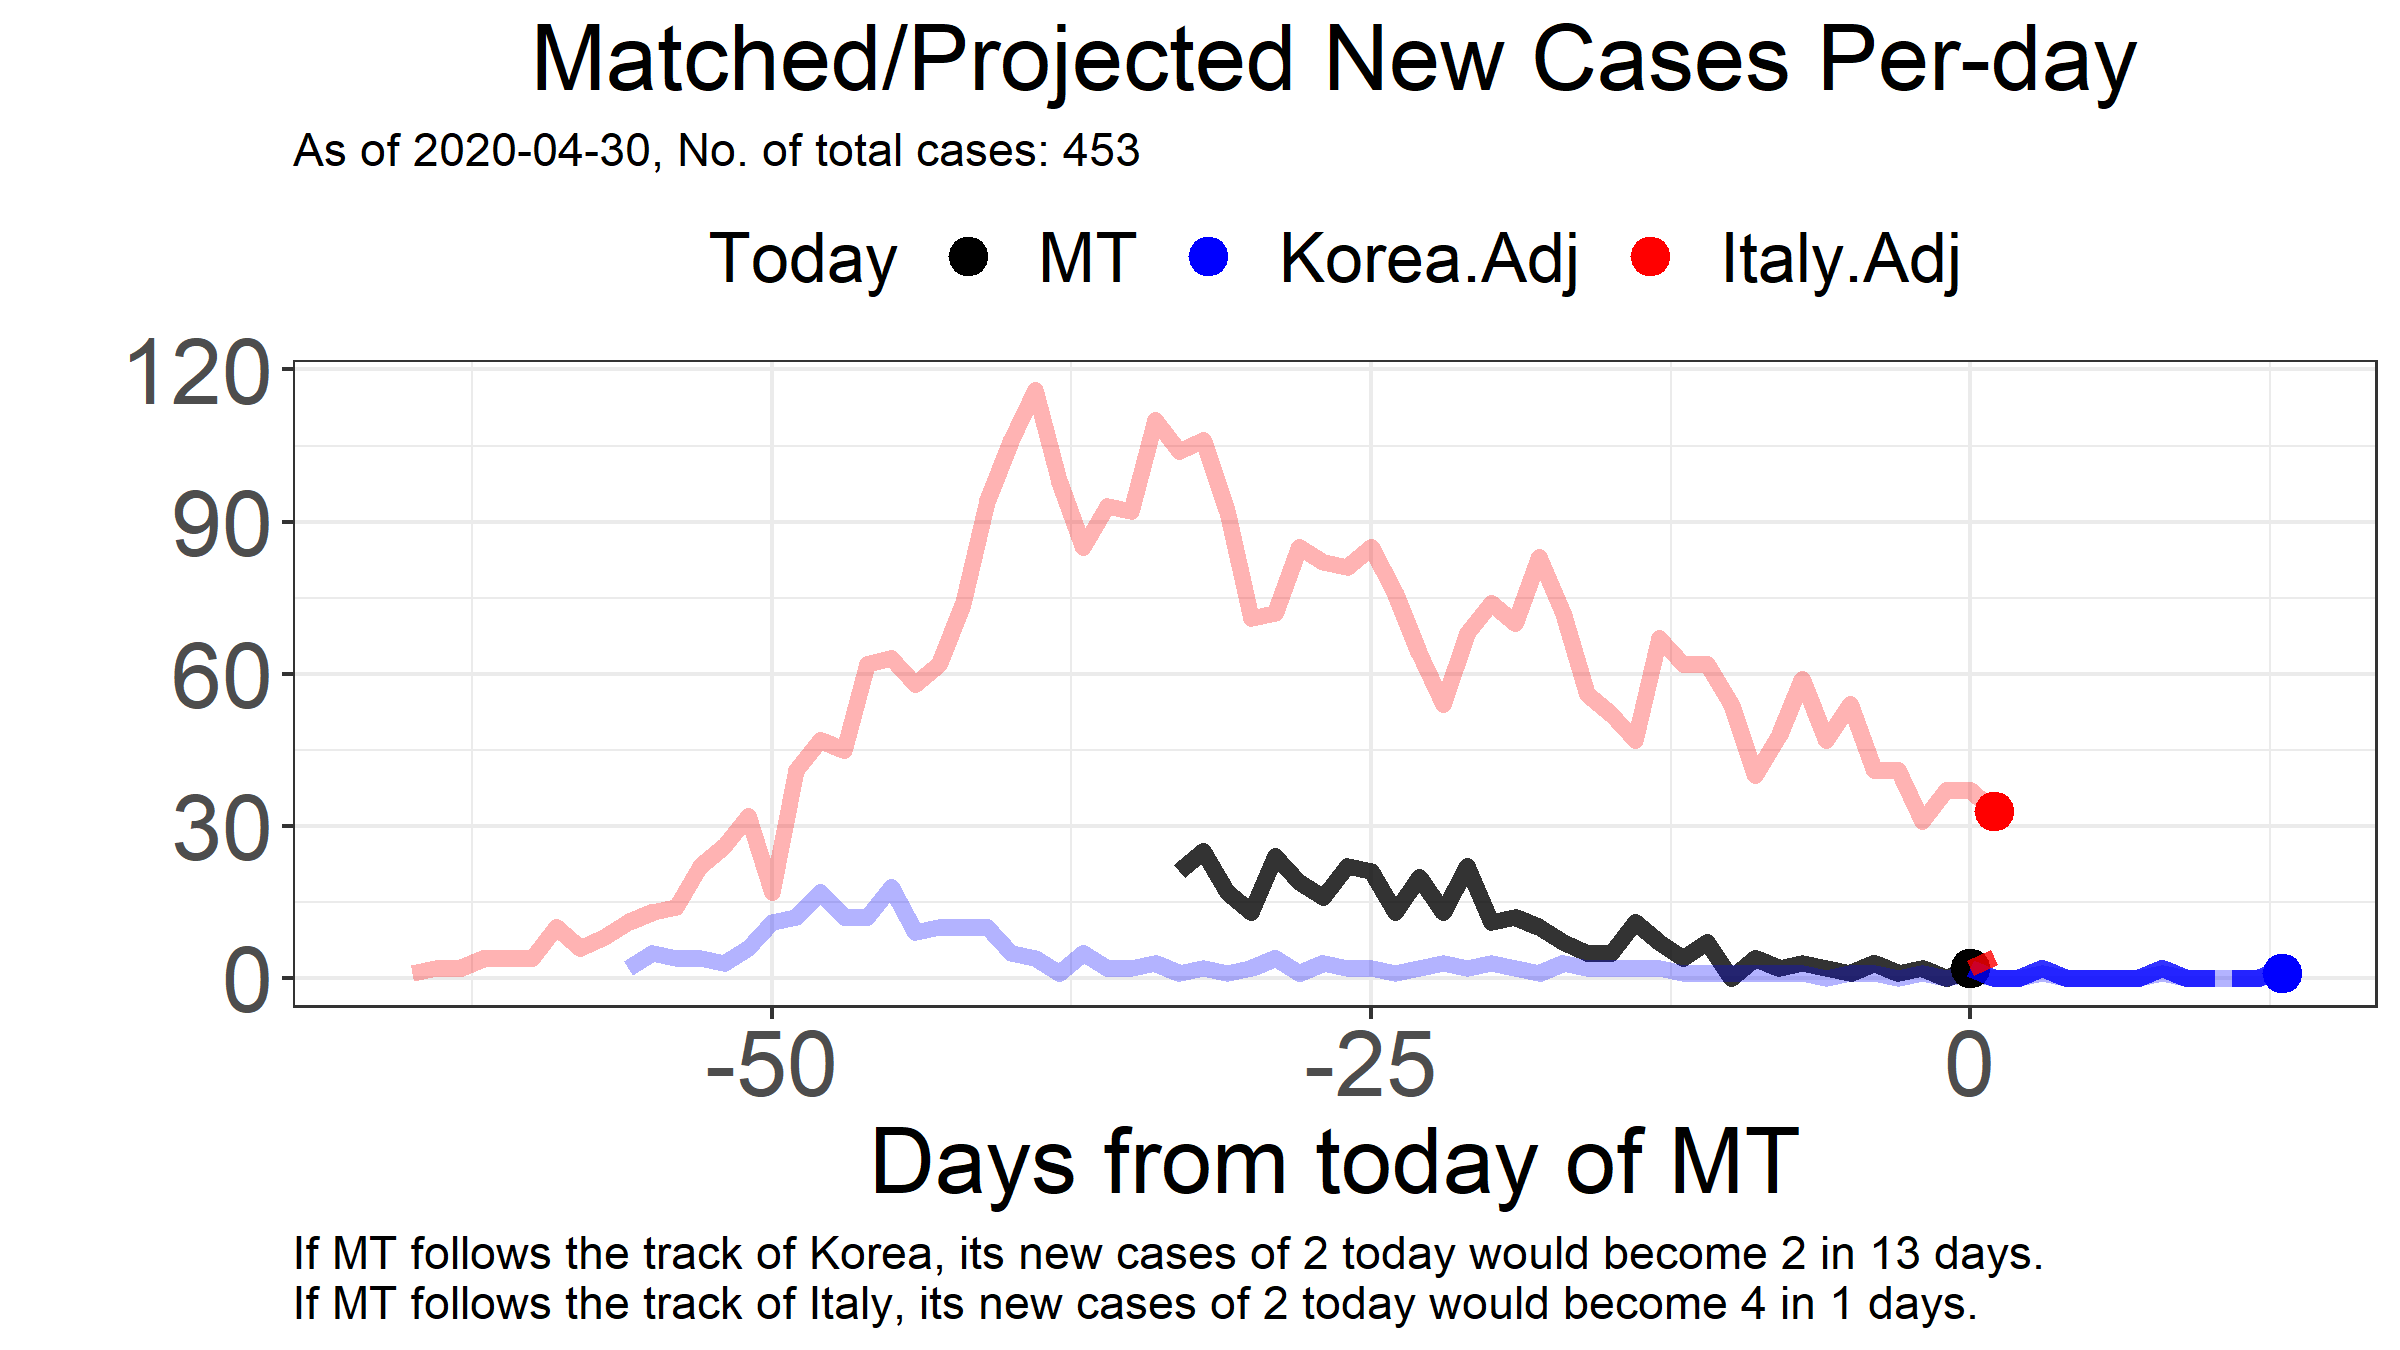 Matched/Projected New Cases Per-day
As of 2020-04-30, No. of total cases: 453
Today MT Korea.Adj Italy.Adj
120
90
60
30
0
-50 -25 0
Days from today of MT
If MT follows the track of Korea, its new cases of 2 today would become 2 in 13 days.
If MT follows the track of Italy, its new cases of 2 today would become 4 in 1 days.